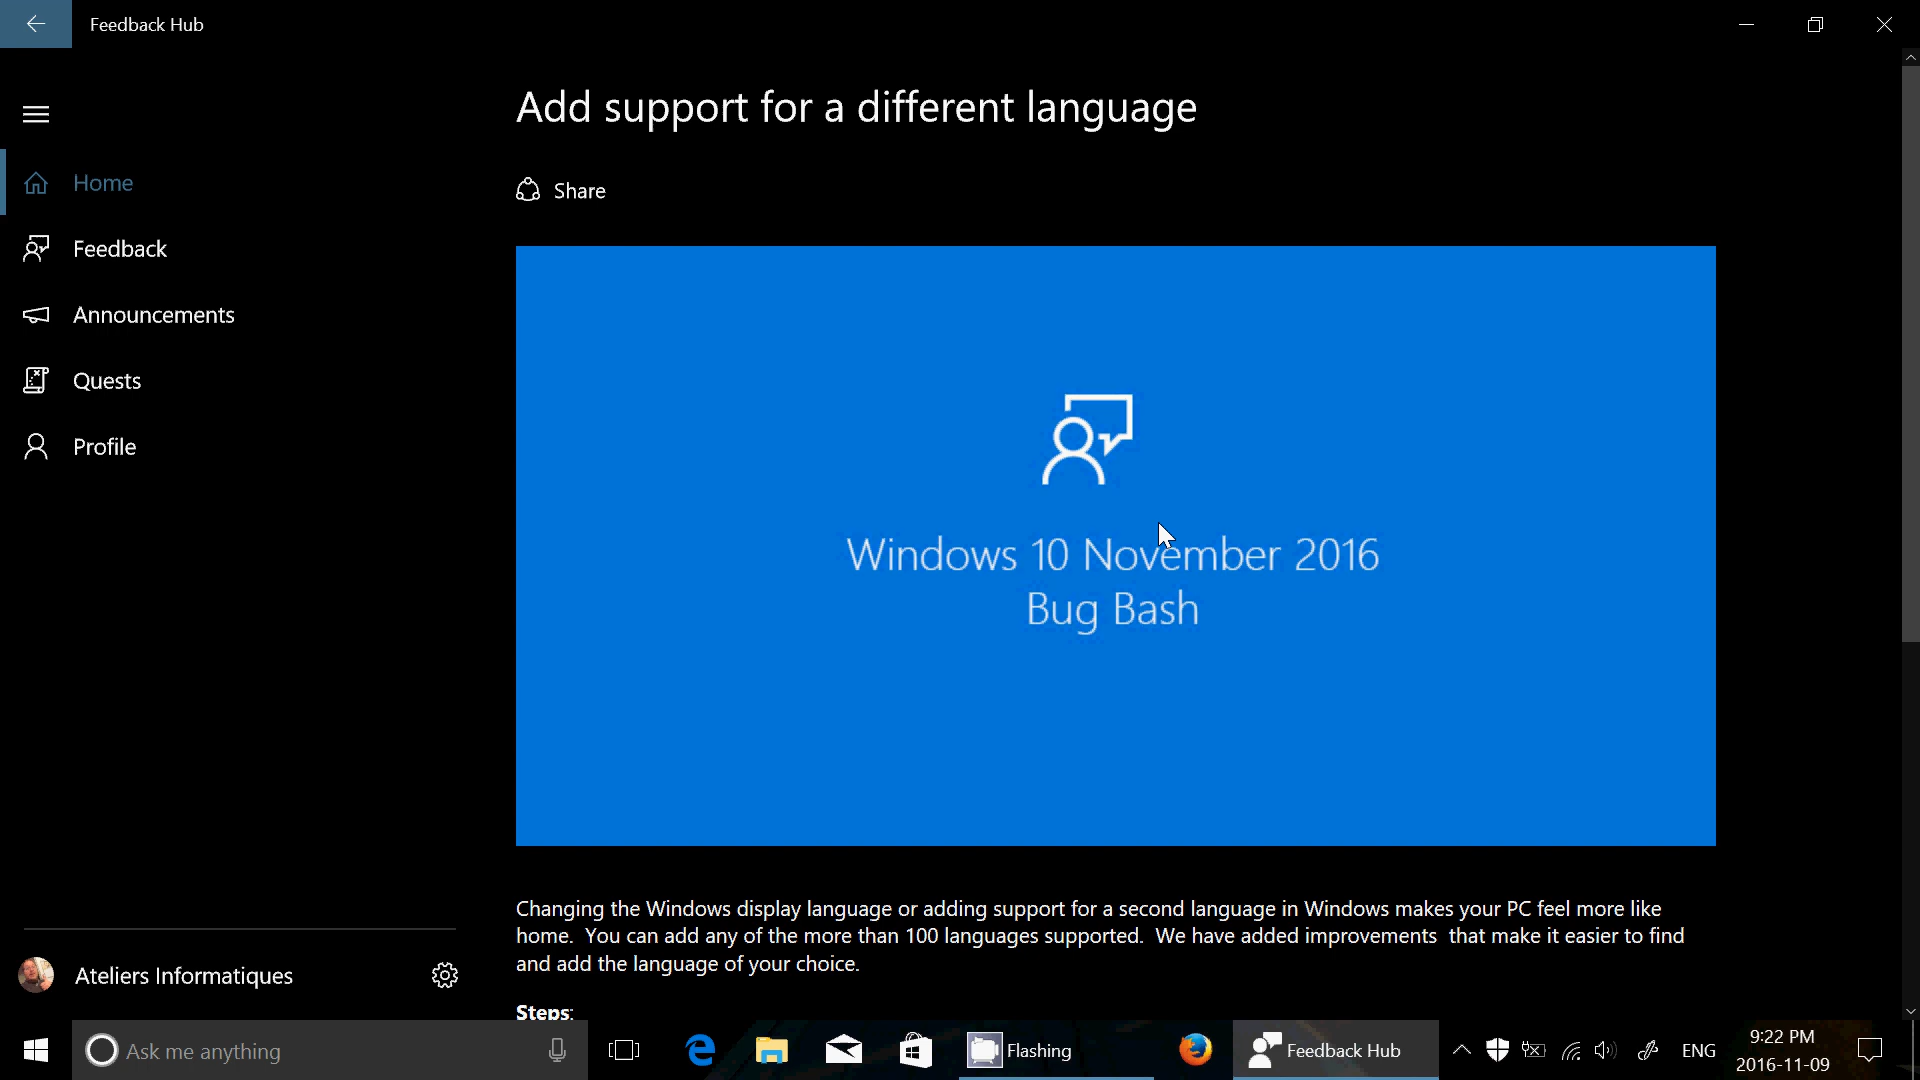 Feedback Hub
Add support for a different language
Share
Home
Feedback
Announcements
Quests
Profile
Windows 10 November 2016
Bug Bash
Changing the Windows display language or adding support for a second language in Windows makes your PC feel more like
home.  You can add any of the more than 100 languages supported.  We have added improvements  that make it easier to find
and add the language of your choice.
Steps:
Ateliers Informatiques
Ask me anything
Flashing
Feedback Hub
ENG
9:22 PM
2016-11-09